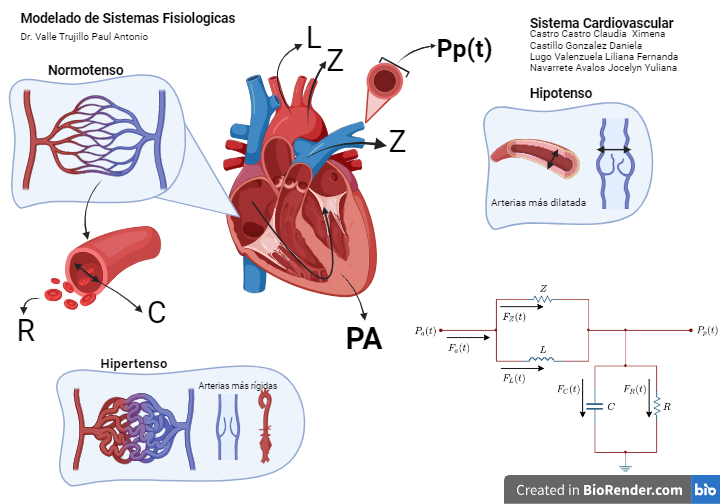 Modelado de Sistemas Fisiologicas
Dr. Valle Trujillo Paul Antonio
Sistema Cardiovascular
Castro Castro Claudia Ximena
Castillo Gonzalez Daniela
Lugo Valenzuela Liliana Fernanda
Navarrete Avalos Jocelyn Yuliana
L
Z
Pp(t)
Z
Normotenso
Hipotenso
Arterias más dilatada
R
C
PA
Hipertenso
Arterias más rígidas
Z
F_Z(t)
P_a(t)
P_p(t)
F_a(t)
L
F_L(t)
F_C(t)
F_R(t)
C
R
Created in BioRender.com bio